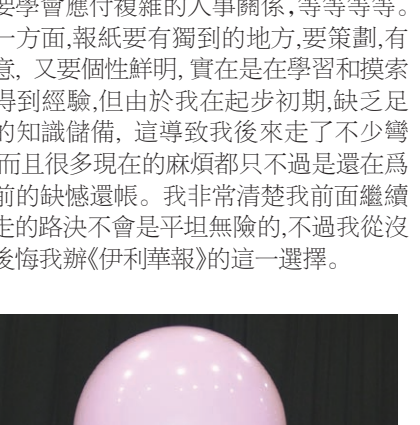 要學會應付複雜的人事關係,等等等等。
一方面,報紙要有獨到的地方,要策劃,有
意, 又要個性鮮明, 實在是在學習和摸索
得到經驗,但由於我在起步初期,缺乏足
的知識儲備, 這導致我後來走了不少彎
而且很多現在的麻煩都只不過是還在爲
前的缺憾還帳。我非常清楚我前面繼續
走的路決不會是平坦無險的,不過我從沒
後悔我辦《伊利華報》的這一選擇。